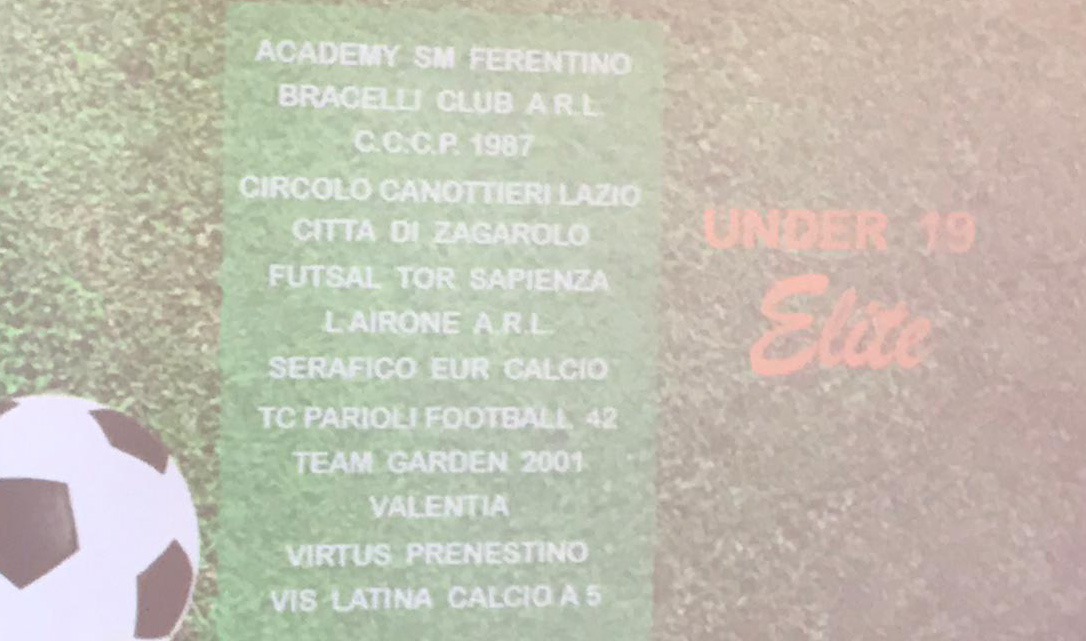 ACADEMY SM FERENTINO
BRACELLI CLUB A R.L.
C.C.C.P. 1987
CIRCOLO CANOTTIERI LAZIO
CITTA DI ZAGAROLO
FUTSAL TOR SAPIENZA
L AIRONE A.R.L.
SERAFICO EUR CALCIO
TC PARIOLI FOOTBALL 42
TEAM GARDEN 2001
VALENTIA
VIRTUS PRENESTINO
VIS LATINA CALCIO A 5
UNDER 19
Elite